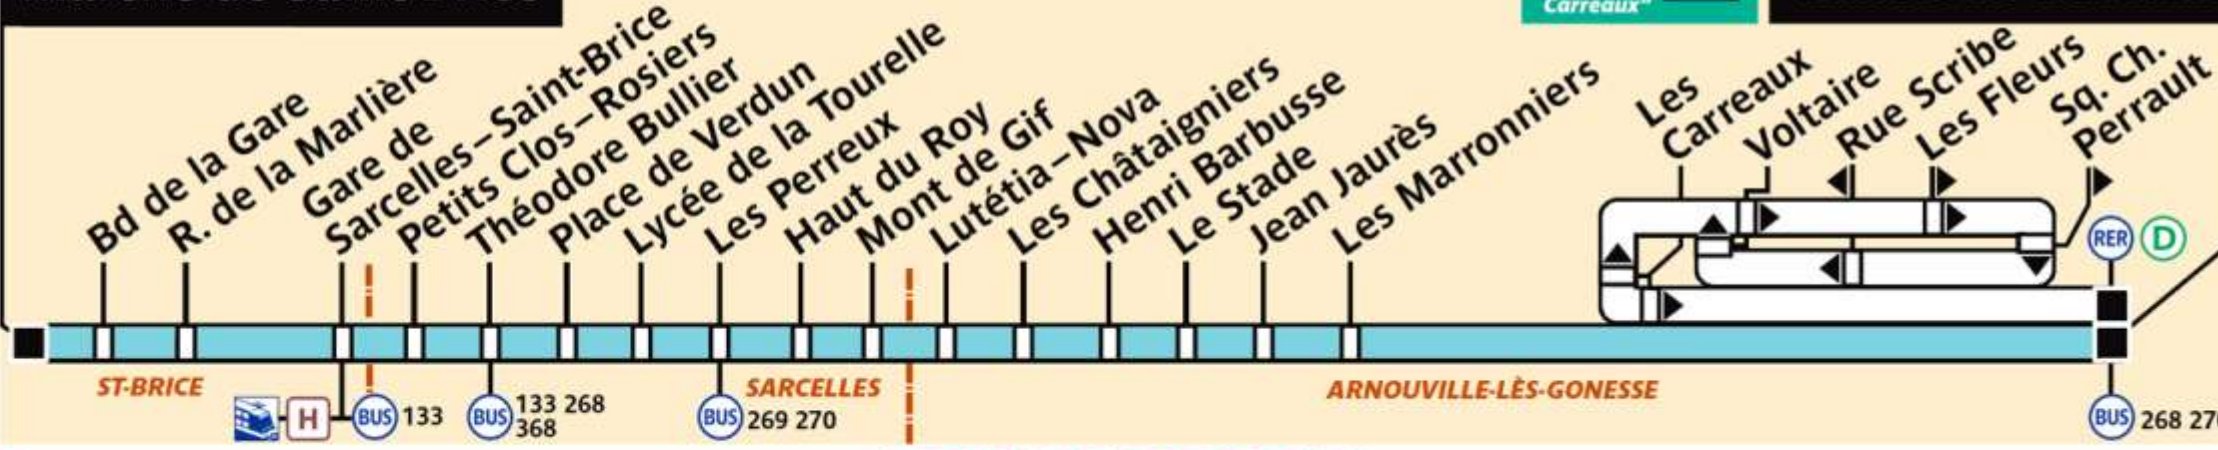 Carreaux"
Bd de la Gare
R. de la Marlière
Gare de
Sarcelles–Saint-Brice
Petits Clos–Rosiers
Théodore Bullier
Place de Verdun
Lycée de la Tourelle
Les Perreux
Haut du Roy
Mont de Gif
Lutétia–Nova
Les Châtaigniers
Henri Barbusse
Le Stade
Jean Jaurès
Les Marronniers
Les
Carreaux
Voltaire
Rue Scribe
Les Fleurs
Sq. Ch.
Perrault
RER D
ST-BRICE
SARCELLES
ARNOUVILLE-LÈS-GONESSE
H BUS 133
BUS 133 268
368
BUS 269 270
BUS 268 27